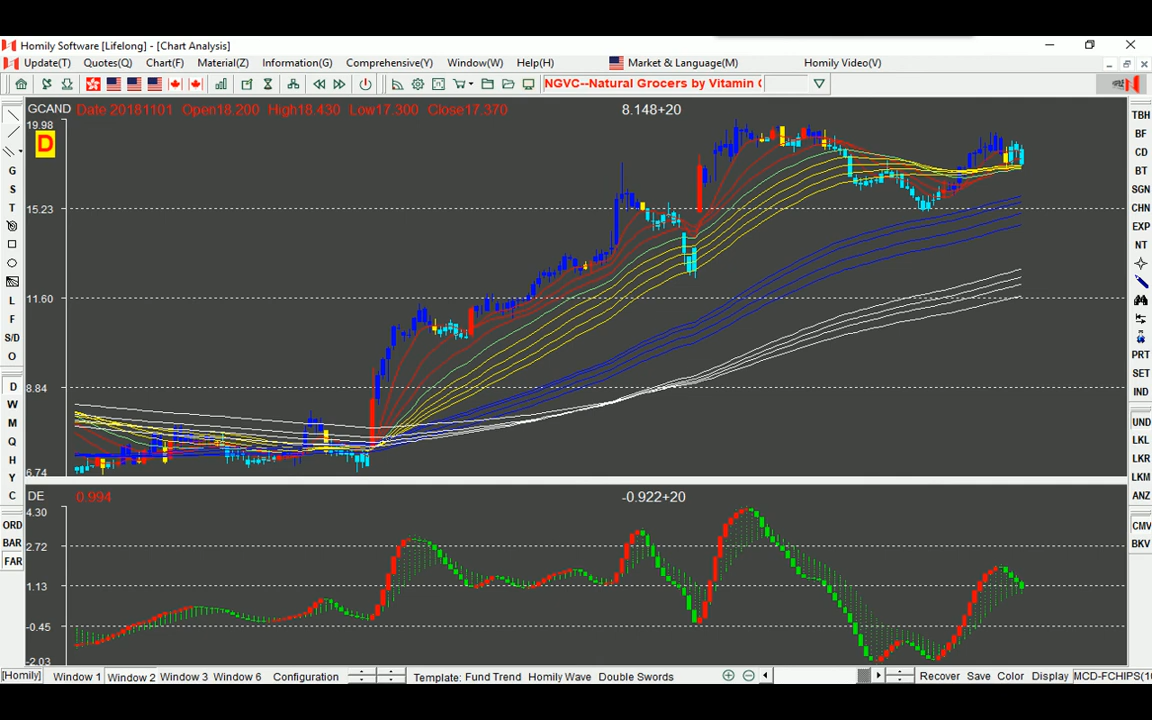 Homily Software [Lifelong] - [Chart Analysis]
Update(T) Quotes(Q) Chart(F) Material(Z) Information(G) Comprehensive(Y) Window(W) Help(H) Market & Language(M) Homily Video(V)
NGVC--Natural Grocers by Vitamin C
GCAND Date 20181101 Open18.200 High18.430 Low17.300 Close17.370 8.148+20
19.98
D
15.23
11.60
8.84
6.74
DE 0.994 -0.922+20
4.30
2.72
1.13
-0.45
-2.03
G
S
T
L
F
S/D
O
D
W
M
Q
H
Y
C
ORD
BAR
FAR
TBH
BF
CD
BT
SGN
CHN
EXP
NT
PRT
SET
IND
UND
LKL
LKR
LKM
ANZ
CMV
BKV
[Homily] Window 1 Window 2 Window 3 Window 6 Configuration Template: Fund Trend Homily Wave Double Swords Recover Save Color Display MCD-FCHIPS(10